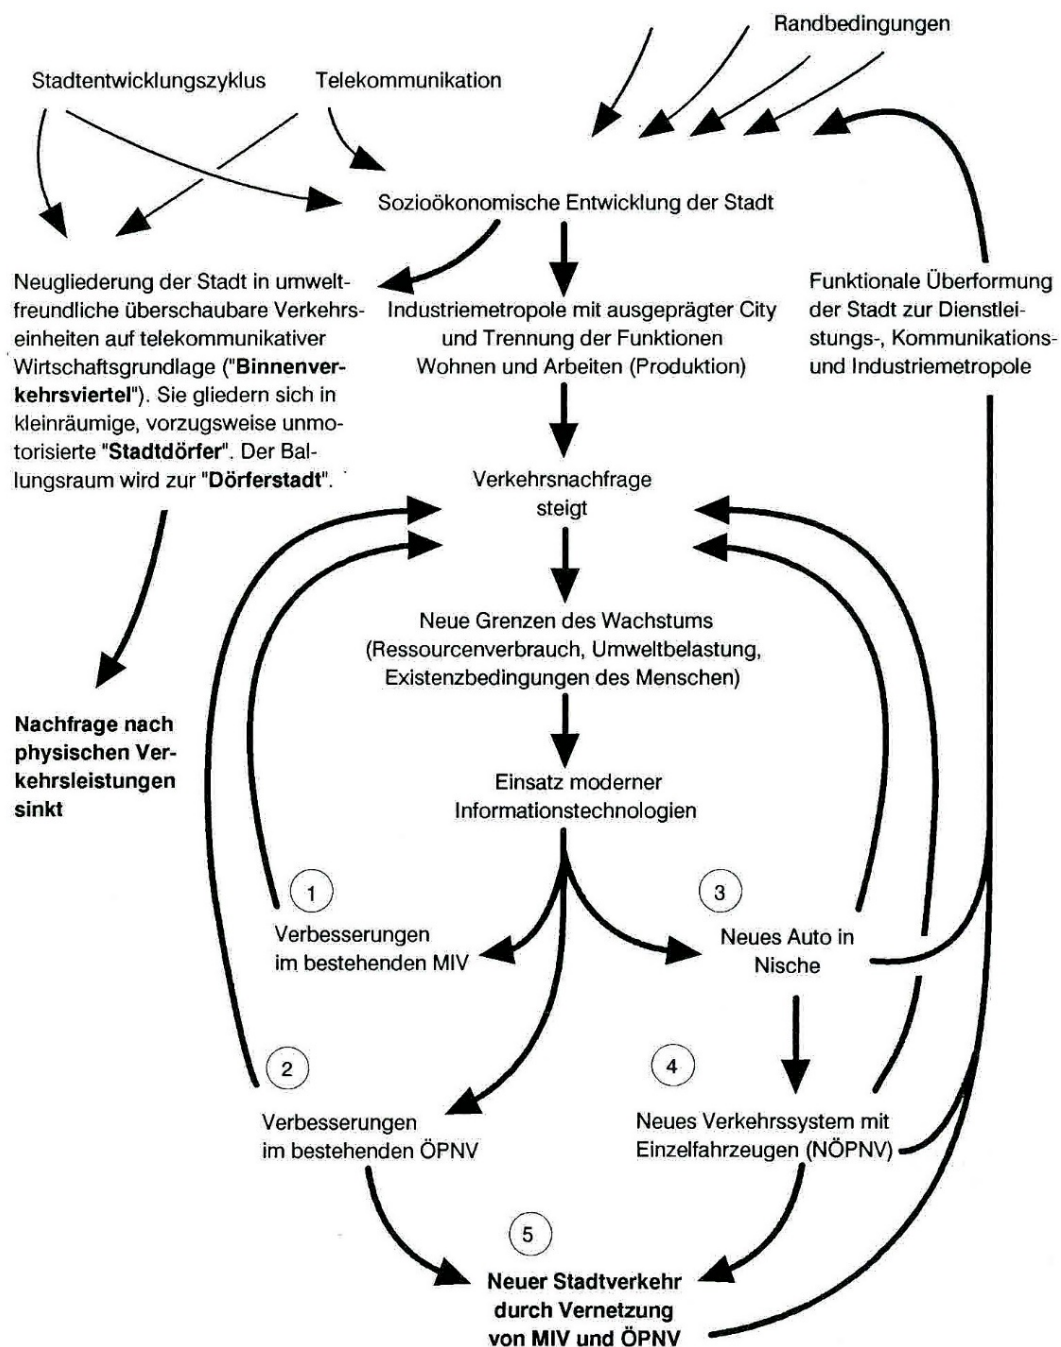 Randbedingungen
Stadtentwicklungszyklus
Telekommunikation
Sozioökonomische Entwicklung der Stadt
Neugliederung der Stadt in umwelt-
freundliche überschaubare Verkehrs-
einheiten auf telekommunikativer
Wirtschaftsgrundlage ("Binnenver-
kehrsviertel"). Sie gliedern sich in
kleinräumige, vorzugsweise unmo-
torisierte "Stadtdörfer". Der Bal-
lungsraum wird zur "Dörferstadt".
Industriemetropole mit ausgeprägter City
und Trennung der Funktionen
Wohnen und Arbeiten (Produktion)
Funktionale Überformung
der Stadt zur Dienstlei-
stungs-, Kommunikations-
und Industriemetropole
Verkehrsnachfrage
steigt
Neue Grenzen des Wachstums
(Ressourcenverbrauch, Umweltbelastung,
Existenzbedingungen des Menschen)
Nachfrage nach
physischen Ver-
kehrsleistungen
sinkt
Einsatz moderner
Informationstechnologien
1
Verbesserungen
im bestehenden MIV
3
Neues Auto in
Nische
2
Verbesserungen
im bestehenden ÖPNV
4
Neues Verkehrssystem mit
Einzelfahrzeugen (NÖPNV)
5
Neuer Stadtverkehr
durch Vernetzung
von MIV und ÖPNV